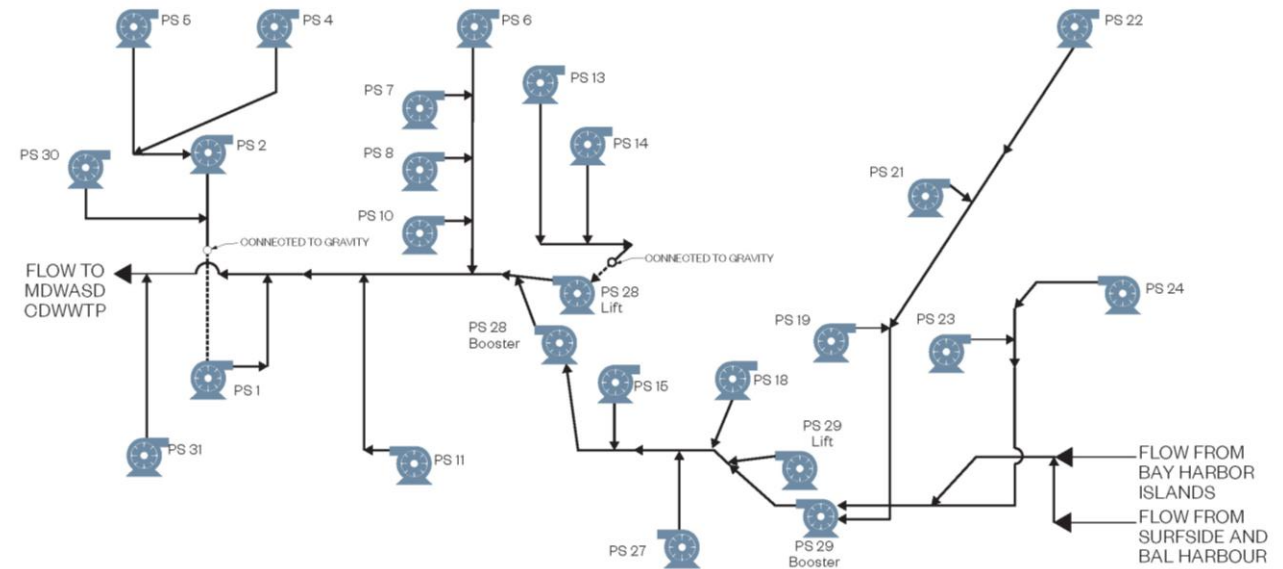 PS 5
PS 4
PS 6
PS 22
PS 13
PS 7
PS 2
PS 14
PS 30
PS 8
PS 21
PS 10
CONNECTED TO GRAVITY
CONNECTED TO GRAVITY
FLOW TO
MDWASD
CDWWTP
PS 28
Lift
PS 24
PS 28
Booster
PS 19
PS 23
PS 1
PS 15
PS 18
PS 29
Lift
PS 31
PS 11
FLOW FROM
BAY HARBOR
ISLANDS
FLOW FROM
SURFSIDE AND
BAL HARBOUR
PS 27
PS 29
Booster